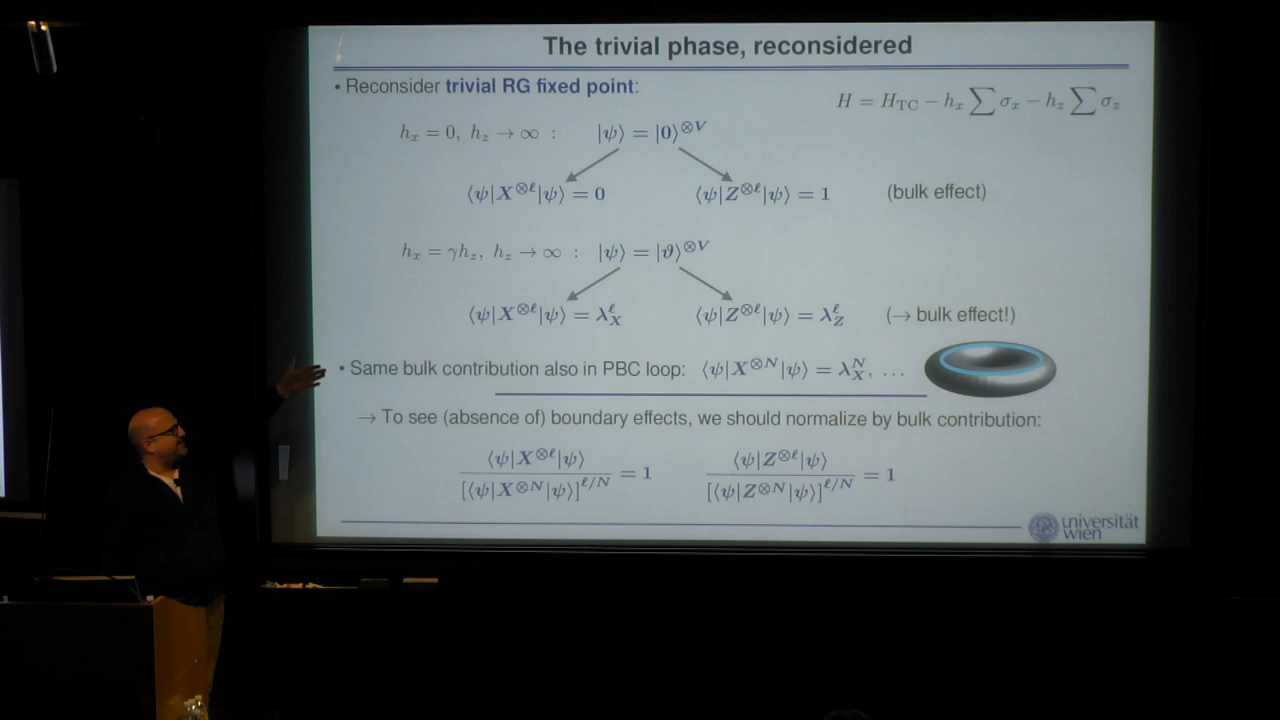 The trivial phase, reconsidered
• Reconsider trivial RG fixed point:
H = H_TC − h_x ∑ σ_x − h_z ∑ σ_z
h_x = 0, h_z → ∞ : |ψ⟩ = |0⟩^⊗V
⟨ψ|X^⊗ℓ|ψ⟩ = 0 ⟨ψ|Z^⊗ℓ|ψ⟩ = 1 (bulk effect)
h_x = γh_z, h_z → ∞ : |ψ⟩ = |ϑ⟩^⊗V
⟨ψ|X^⊗ℓ|ψ⟩ = λ_X^ℓ ⟨ψ|Z^⊗ℓ|ψ⟩ = λ_Z^ℓ (→ bulk effect!)
• Same bulk contribution also in PBC loop: ⟨ψ|X^⊗N|ψ⟩ = λ_X^N, ...
→ To see (absence of) boundary effects, we should normalize by bulk contribution:
⟨ψ|X^⊗ℓ|ψ⟩ / [⟨ψ|X^⊗N|ψ⟩]^ℓ/N = 1 ⟨ψ|Z^⊗ℓ|ψ⟩ / [⟨ψ|Z^⊗N|ψ⟩]^ℓ/N = 1
universität
wien